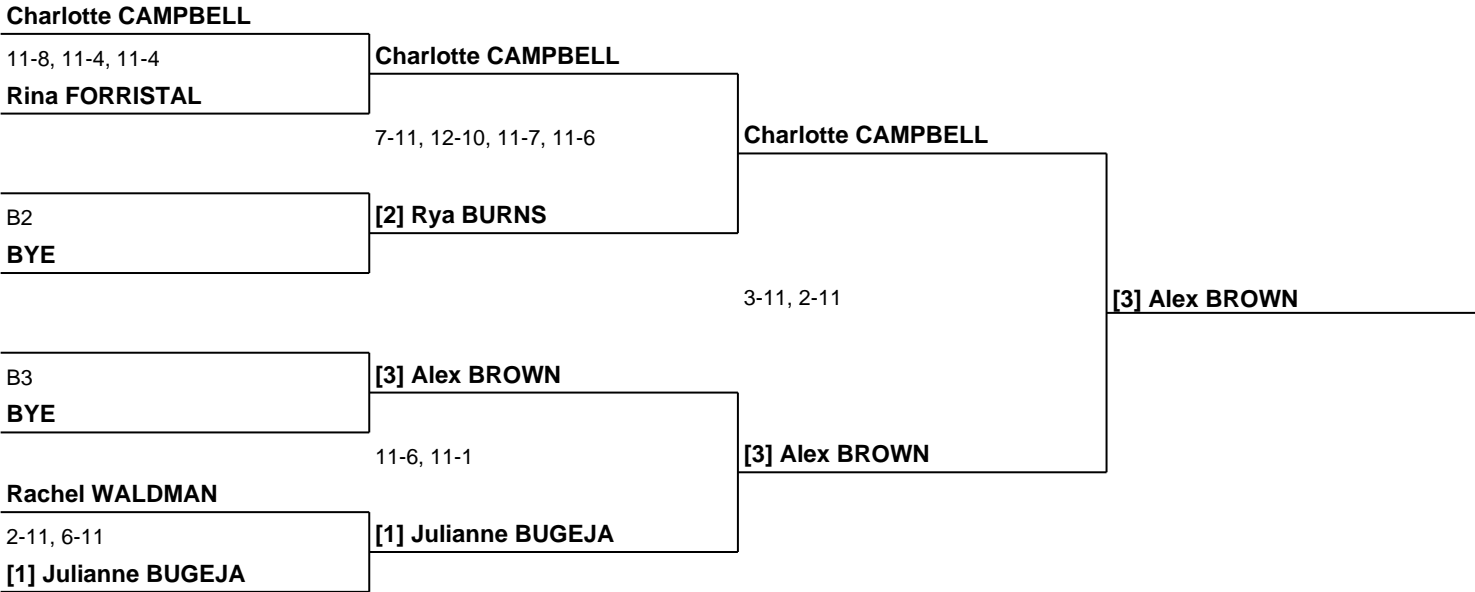 Charlotte CAMPBELL
11-8, 11-4, 11-4
Rina FORRISTAL
Charlotte CAMPBELL
7-11, 12-10, 11-7, 11-6
Charlotte CAMPBELL
B2
BYE
[2] Rya BURNS
3-11, 2-11
[3] Alex BROWN
B3
BYE
[3] Alex BROWN
11-6, 11-1
[3] Alex BROWN
Rachel WALDMAN
2-11, 6-11
[1] Julianne BUGEJA
[1] Julianne BUGEJA